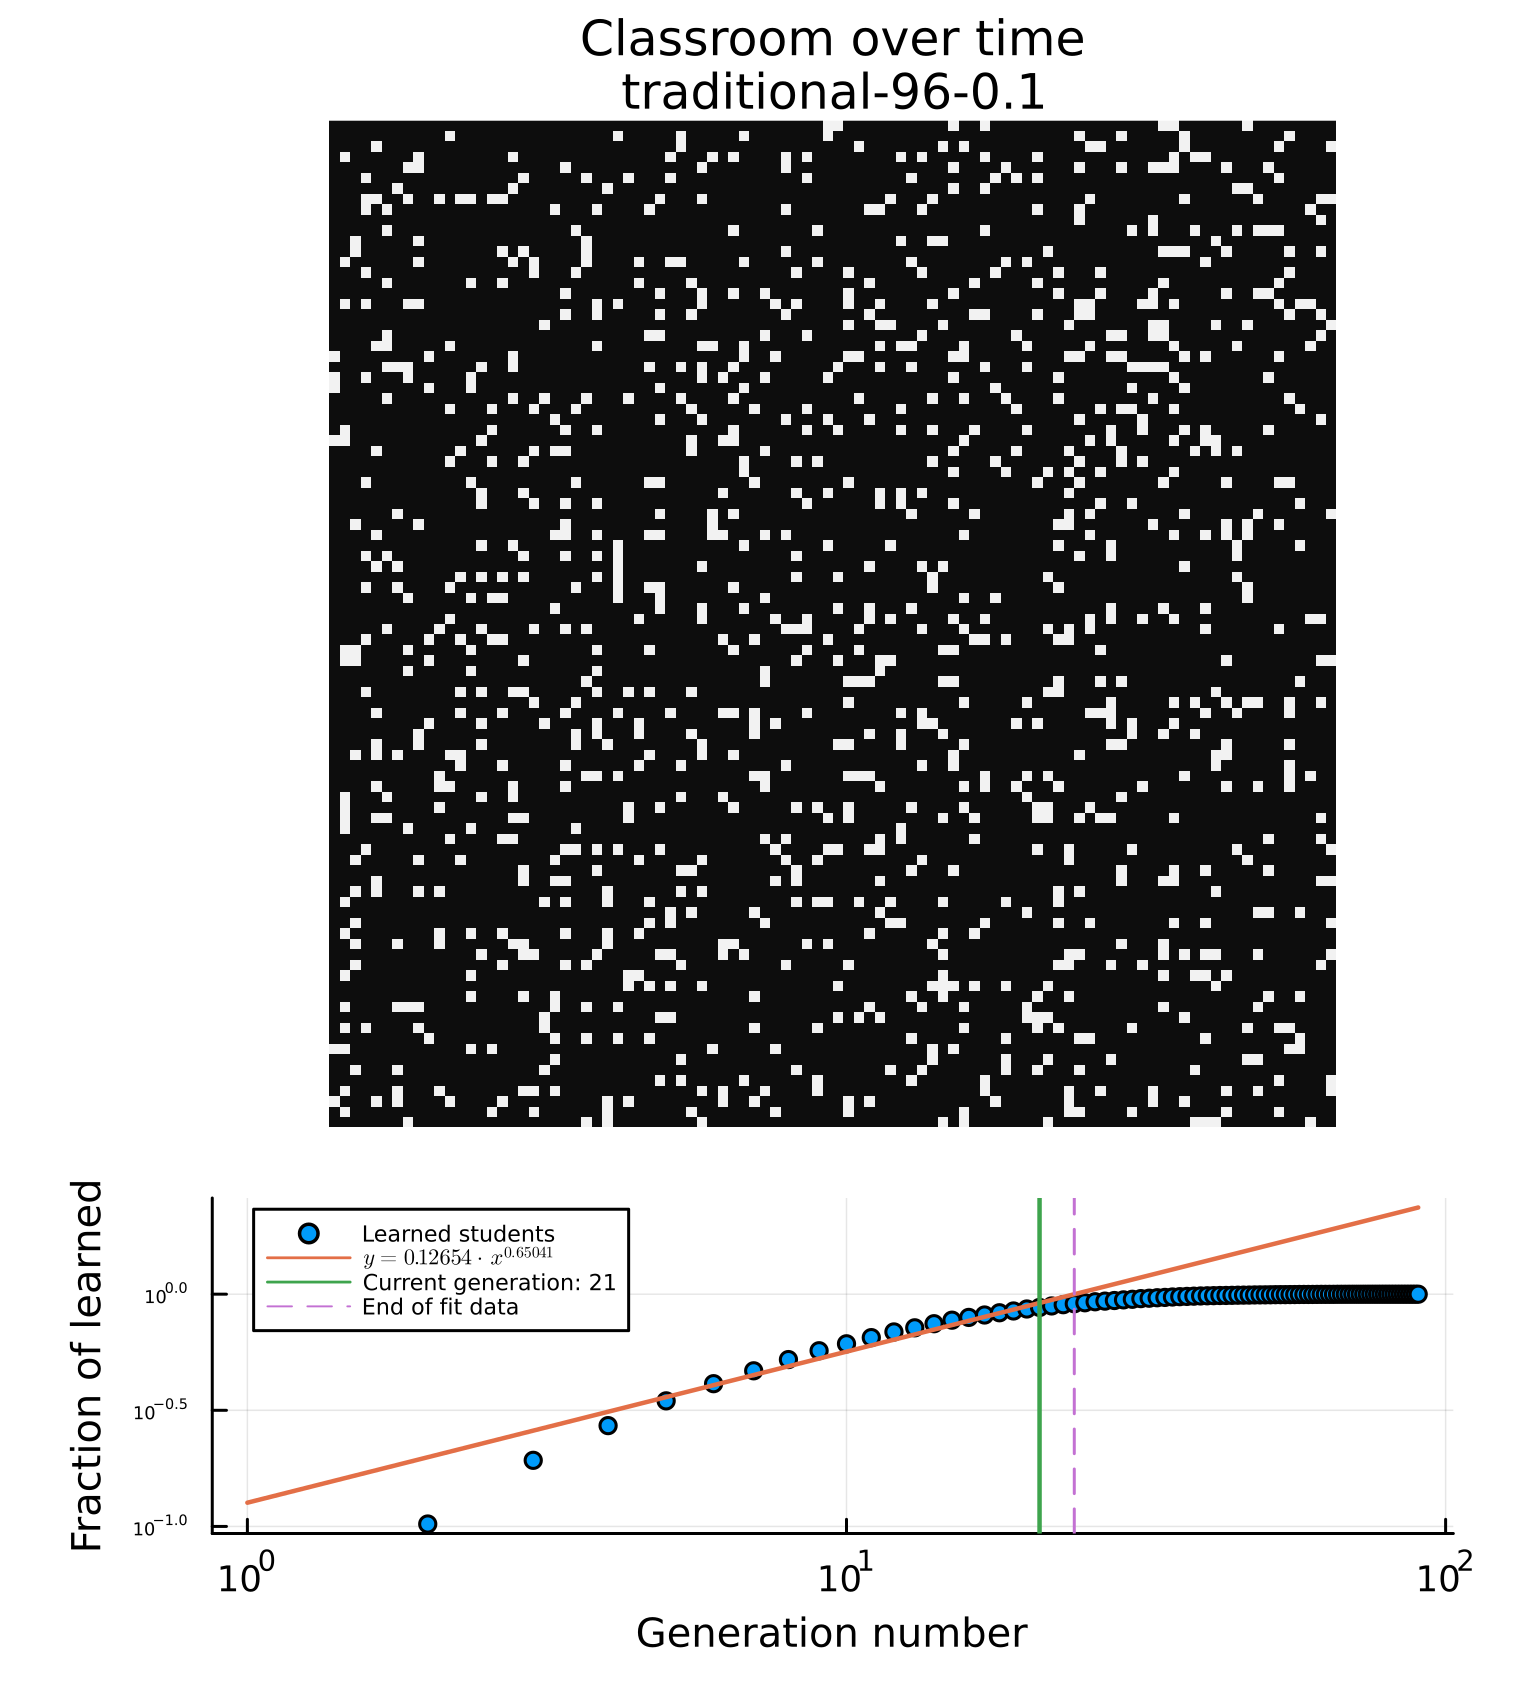 Classroom over time
traditional-96-0.1
Fraction of learned
Learned students
y = 0.12654 · x^0.65041
Current generation: 21
End of fit data
10^0.0
10^−0.5
10^−1.0
10^0 10^1 10^2
Generation number